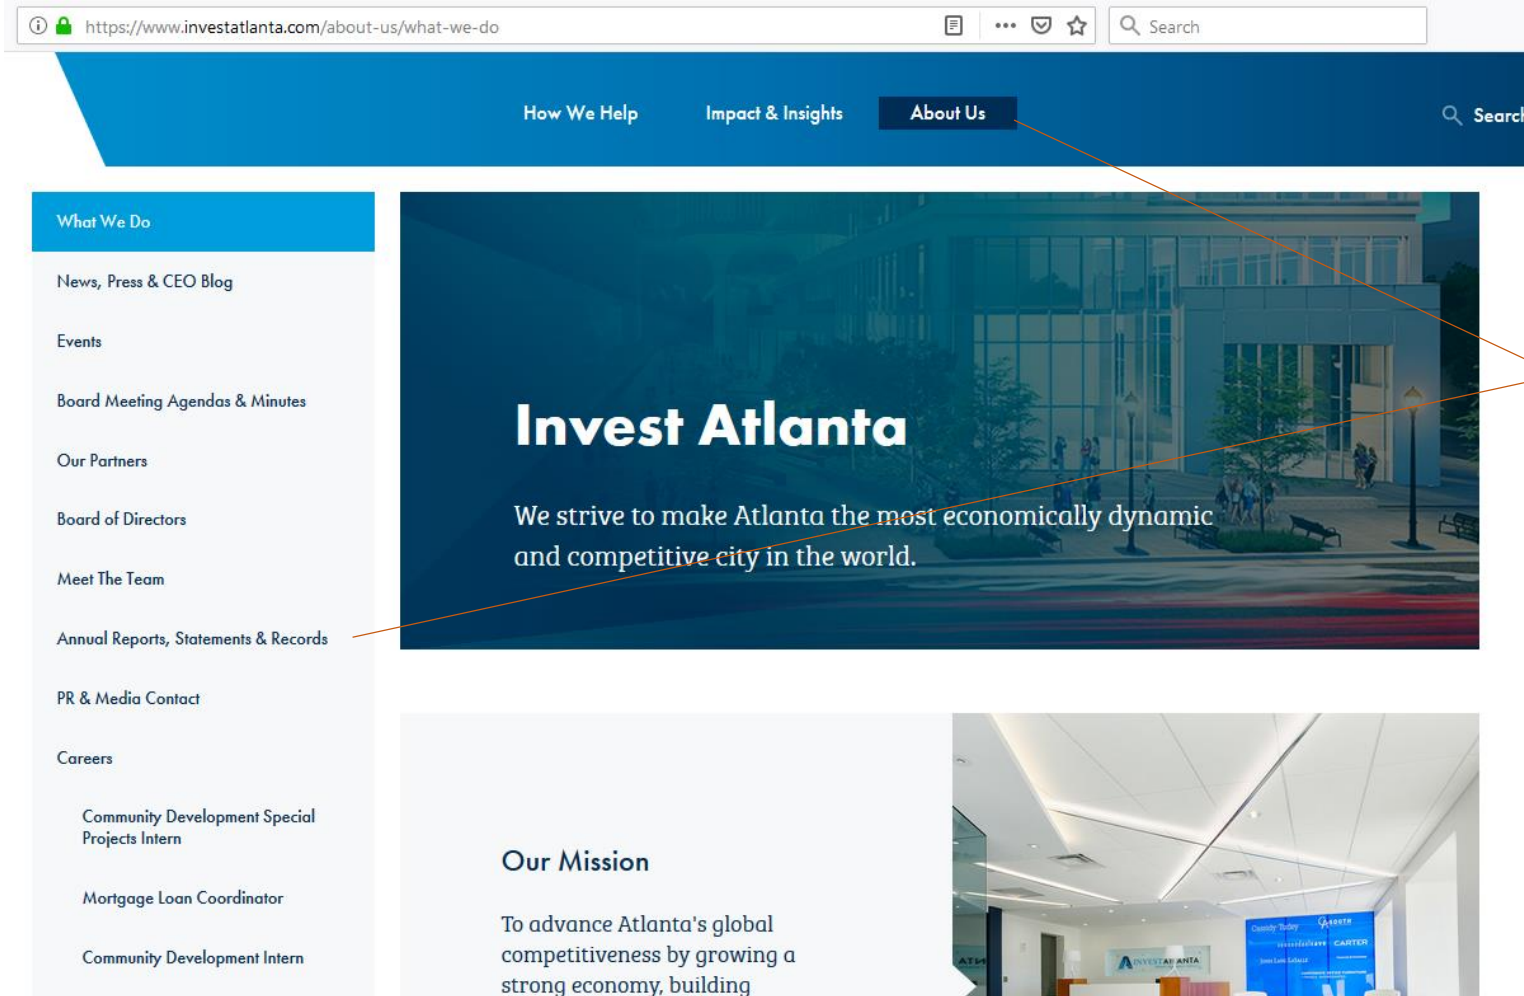 https://www.investatlanta.com/about-us/what-we-do
Search
How We Help
Impact & Insights
About Us
Search
What We Do
News, Press & CEO Blog
Events
Board Meeting Agendas & Minutes
Our Partners
Board of Directors
Meet The Team
Annual Reports, Statements & Records
PR & Media Contact
Careers
Community Development Special
Projects Intern
Mortgage Loan Coordinator
Community Development Intern
Invest Atlanta
We strive to make Atlanta the most economically dynamic
and competitive city in the world.
Our Mission
To advance Atlanta's global
competitiveness by growing a
strong economy, building
INVEST ATLANTA
CARTER